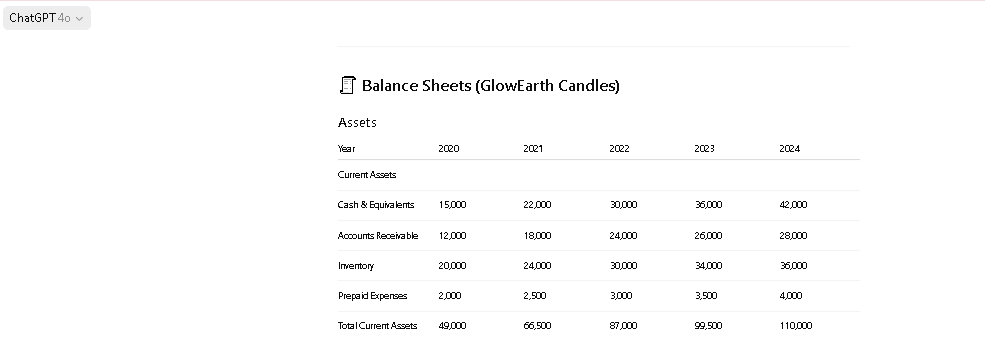 ChatGPT 4o
Balance Sheets (GlowEarth Candles)
Assets
Year 2020 2021 2022 2023 2024
Current Assets
Cash & Equivalents 15,000 22,000 30,000 36,000 42,000
Accounts Receivable 12,000 18,000 24,000 26,000 28,000
Inventory 20,000 24,000 30,000 34,000 36,000
Prepaid Expenses 2,000 2,500 3,000 3,500 4,000
Total Current Assets 49,000 66,500 87,000 99,500 110,000